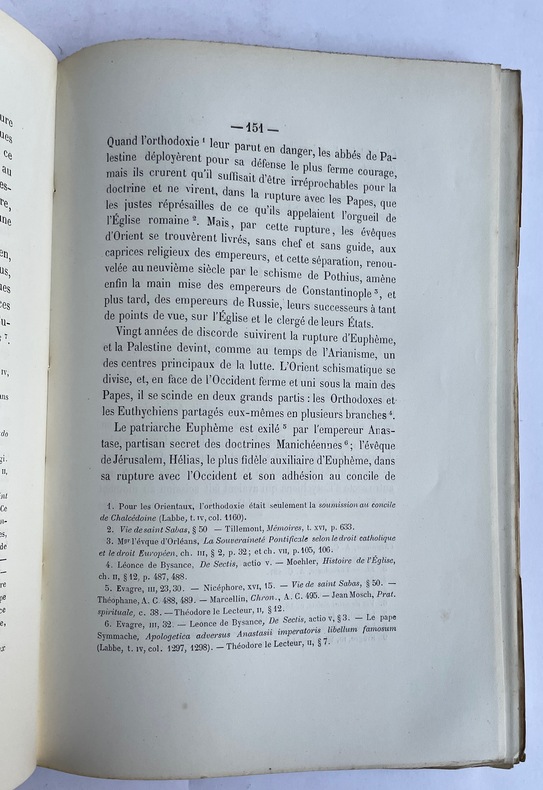 — 151 —
Quand l'orthodoxie ¹ leur parut en danger, les abbés de Pa-
lestine déployèrent pour sa défense le plus ferme courage,
mais ils crurent qu'il suffisait d'être irréprochables pour la
doctrine et ne virent, dans la rupture avec les Papes, que
les justes réprésailles de ce qu'ils appelaient l'orgueil de
l'Église romaine ². Mais, par cette rupture, les évêques
d'Orient se trouvèrent livrés, sans chef et sans guide, aux
caprices religieux des empereurs, et cette séparation, renou-
velée au neuvième siècle par le schisme de Pothius, amène
enfin la main mise des empereurs de Constantinople ³, et
plus tard, des empereurs de Russie, leurs successeurs à tant
de points de vue, sur l'Église et le clergé de leurs États.
Vingt années de discorde suivirent la rupture d'Euphème,
et la Palestine devint, comme au temps de l'Arianisme, un
des centres principaux de la lutte. L'Orient schismatique se
divise, et, en face de l'Occident ferme et uni sous la main des
Papes, il se scinde en deux grands partis : les Orthodoxes et
les Euthychiens partagés eux-mêmes en plusieurs branches ⁴.
Le patriarche Euphème est exilé ⁵ par l'empereur Anas-
tase, partisan secret des doctrines Manichéennes ⁶ ; l'évêque
de Jérusalem, Hélias, le plus fidèle auxiliaire d'Euphème, dans
sa rupture avec l'Occident et son adhésion au concile de
1. Pour les Orientaux, l'orthodoxie était seulement la soumission au concile
de Chalcédoine (Labbe, t. IV, col. 1160).
2. Vie de saint Sabas, § 50 — Tillemont, Mémoires, t. XVI, p. 633.
3. Mgr l'évque d'Orléans, La Souveraineté Pontificale selon le droit catholique
et le droit Européen, ch. III, § 2, p. 32 ; et ch. VII, p. 105, 106.
4. Léonce de Bysance, De Sectis, actio V. — Moehler, Histoire de l'Église,
ch. II, § 12, p. 487, 488.
5. Evagre, III, 23, 30. — Nicéphore, XVI, 15. — Vie de saint Sabas, § 50. —
Théophane, A. C. 488, 489. — Marcellin, Chron., A. C. 495. — Jean Mosch, Prat.
spirituale, c. 38. — Théodore le Lecteur, II, § 12.
6. Evagre, III, 32. — Leonce de Bysance, De Sectis, actio V, § 3. — Le pape
Symmache, Apologetica adversus Anastasii imperatoris libellum famosum
(Labbe, t. IV, col. 1297, 1298). — Théodore le Lecteur, II, § 7.